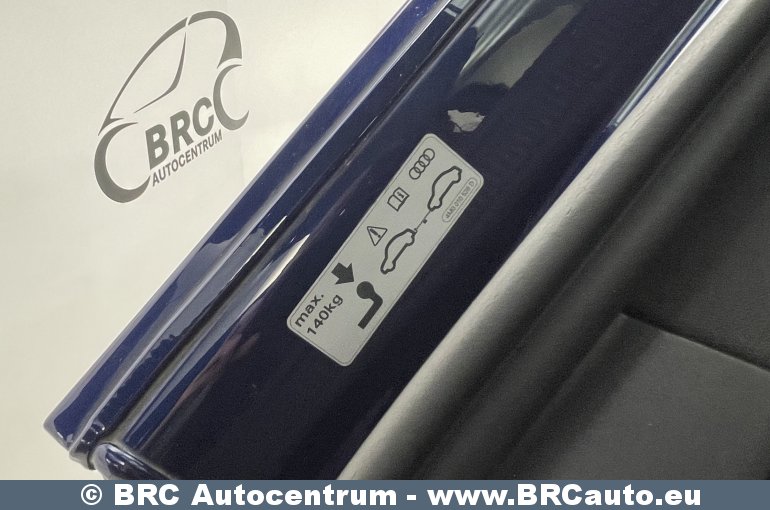 BRC
AUTOCENTRUM
max.
140kg
© BRC Autocentrum - www.BRCauto.eu